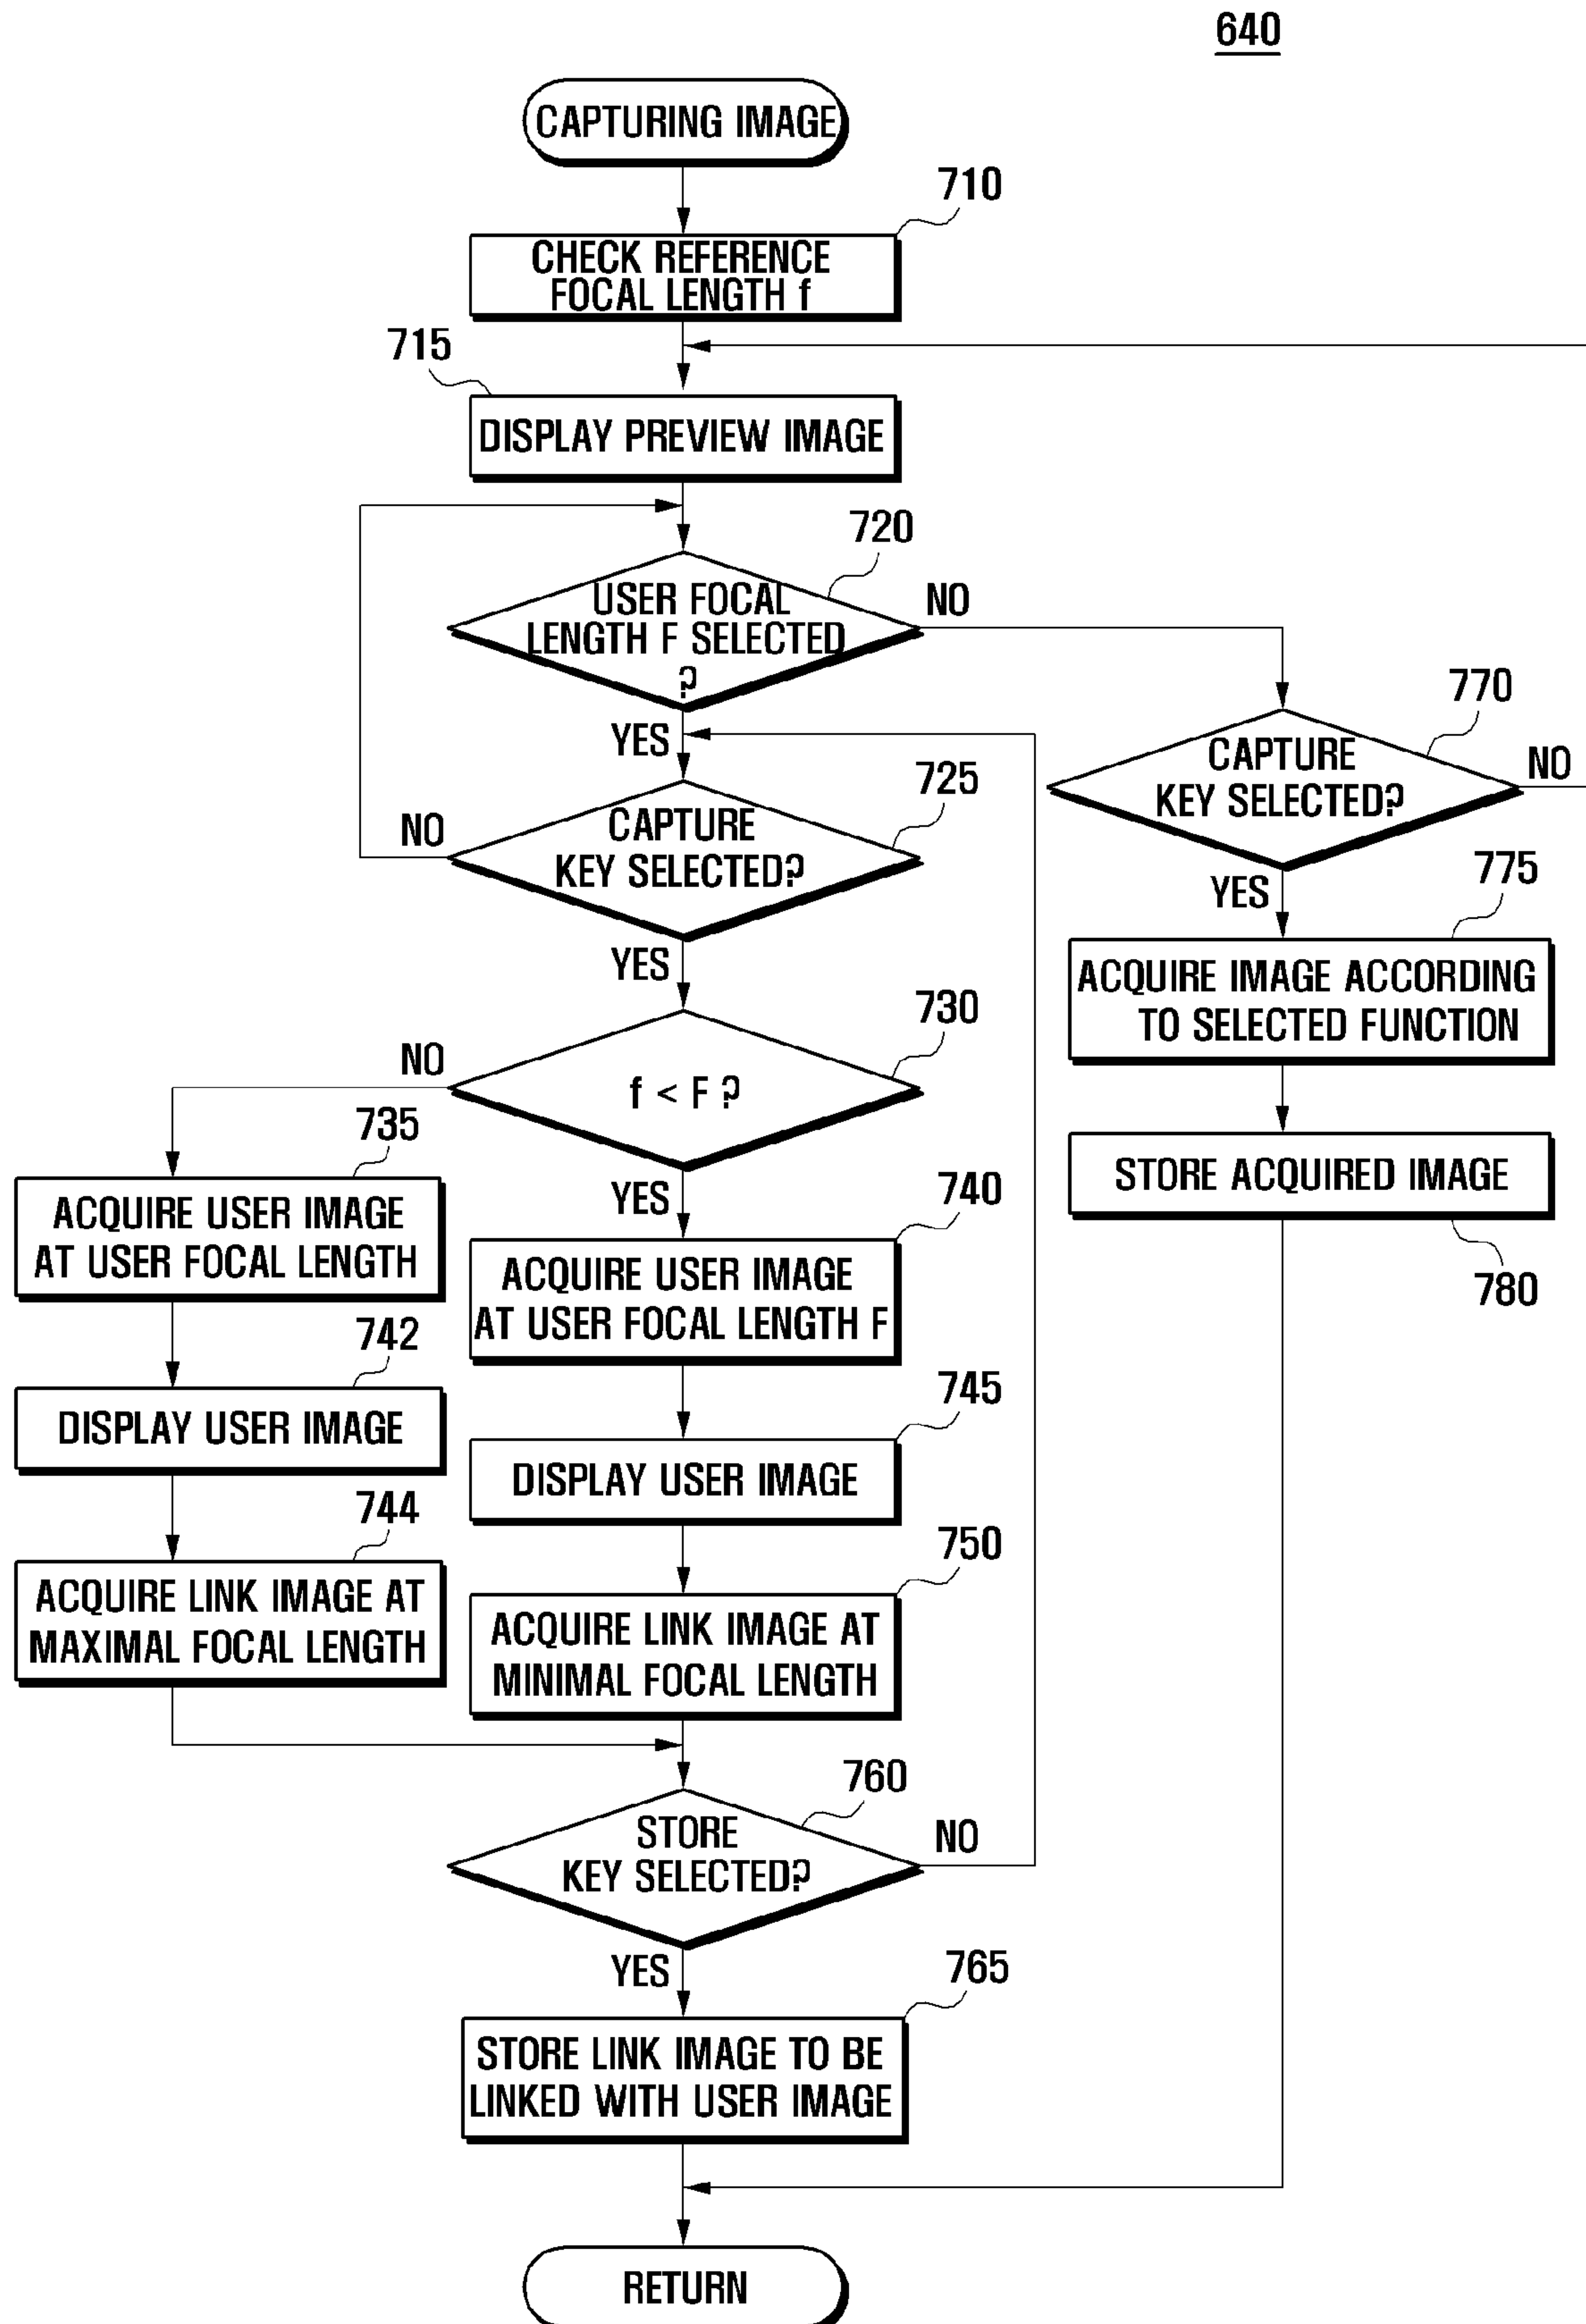 640
CAPTURING IMAGE
710
CHECK REFERENCE
FOCAL LENGTH f
715
DISPLAY PREVIEW IMAGE
720
USER FOCAL
LENGTH F SELECTED
?
NO
YES
770
CAPTURE
KEY SELECTED?
NO
YES
725
CAPTURE
KEY SELECTED?
NO
YES
775
ACQUIRE IMAGE ACCORDING
TO SELECTED FUNCTION
730
f < F ?
NO
YES
STORE ACQUIRED IMAGE
780
735
ACQUIRE USER IMAGE
AT USER FOCAL LENGTH
740
ACQUIRE USER IMAGE
AT USER FOCAL LENGTH F
742
DISPLAY USER IMAGE
745
DISPLAY USER IMAGE
744
ACQUIRE LINK IMAGE AT
MAXIMAL FOCAL LENGTH
750
ACQUIRE LINK IMAGE AT
MINIMAL FOCAL LENGTH
760
STORE
KEY SELECTED?
NO
YES
765
STORE LINK IMAGE TO BE
LINKED WITH USER IMAGE
RETURN